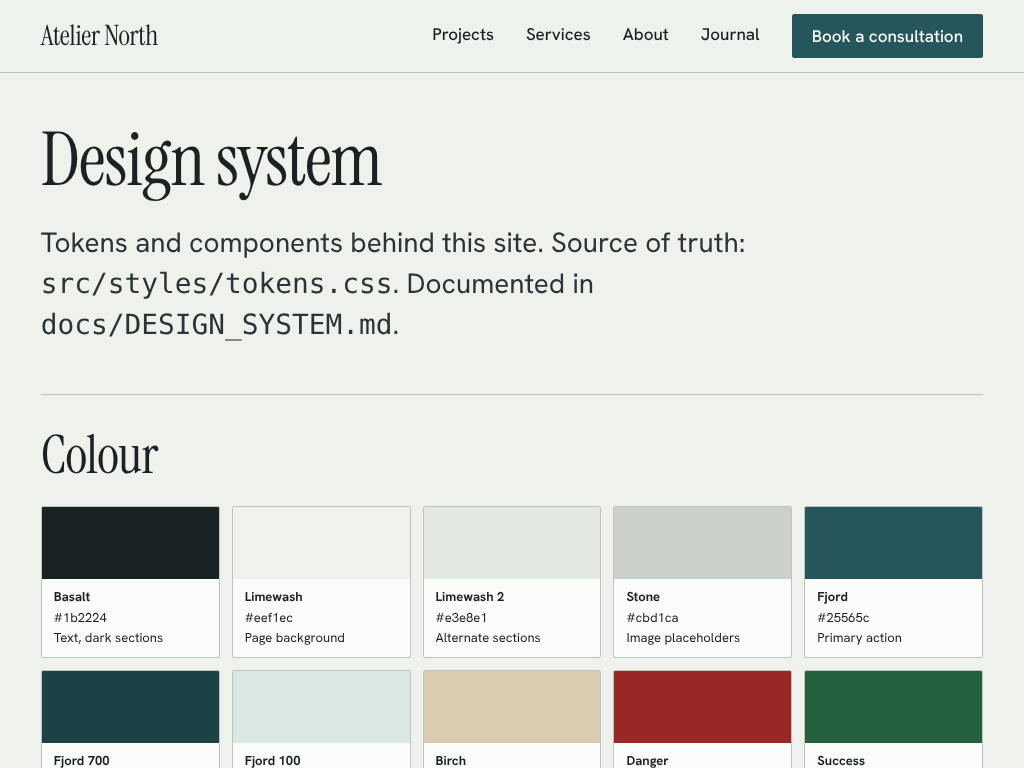 Atelier North
Projects
Services
About
Journal
Book a consultation
Design system
Tokens and components behind this site. Source of truth:
src/styles/tokens.css. Documented in
docs/DESIGN_SYSTEM.md.
Colour
Basalt
#1b2224
Text, dark sections
Limewash
#eef1ec
Page background
Limewash 2
#e3e8e1
Alternate sections
Stone
#cbd1ca
Image placeholders
Fjord
#25565c
Primary action
Fjord 700
Fjord 100
Birch
Danger
Success